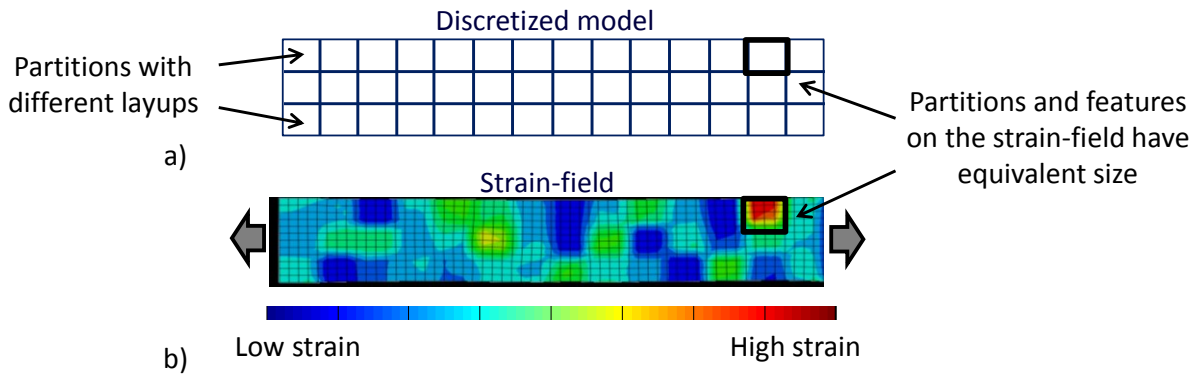 Discretized model
Partitions with
different layups
a)
Partitions and features
on the strain-field have
equivalent size
Strain-field
Low strain
High strain
b)